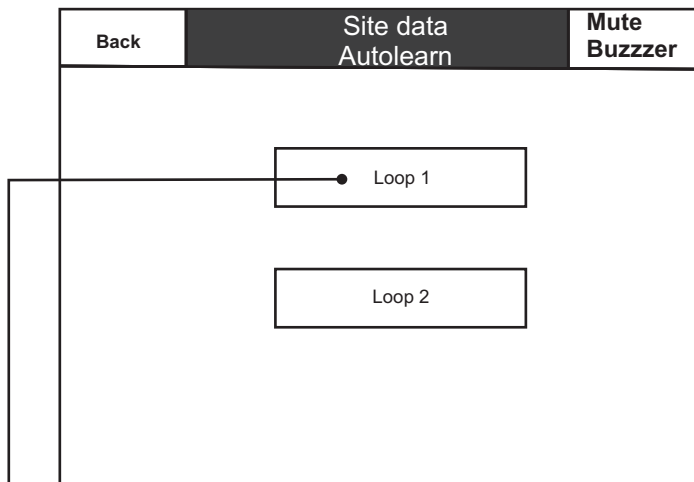 Back
Site data
Autolearn
Mute
Buzzzer
Loop 1
Loop 2